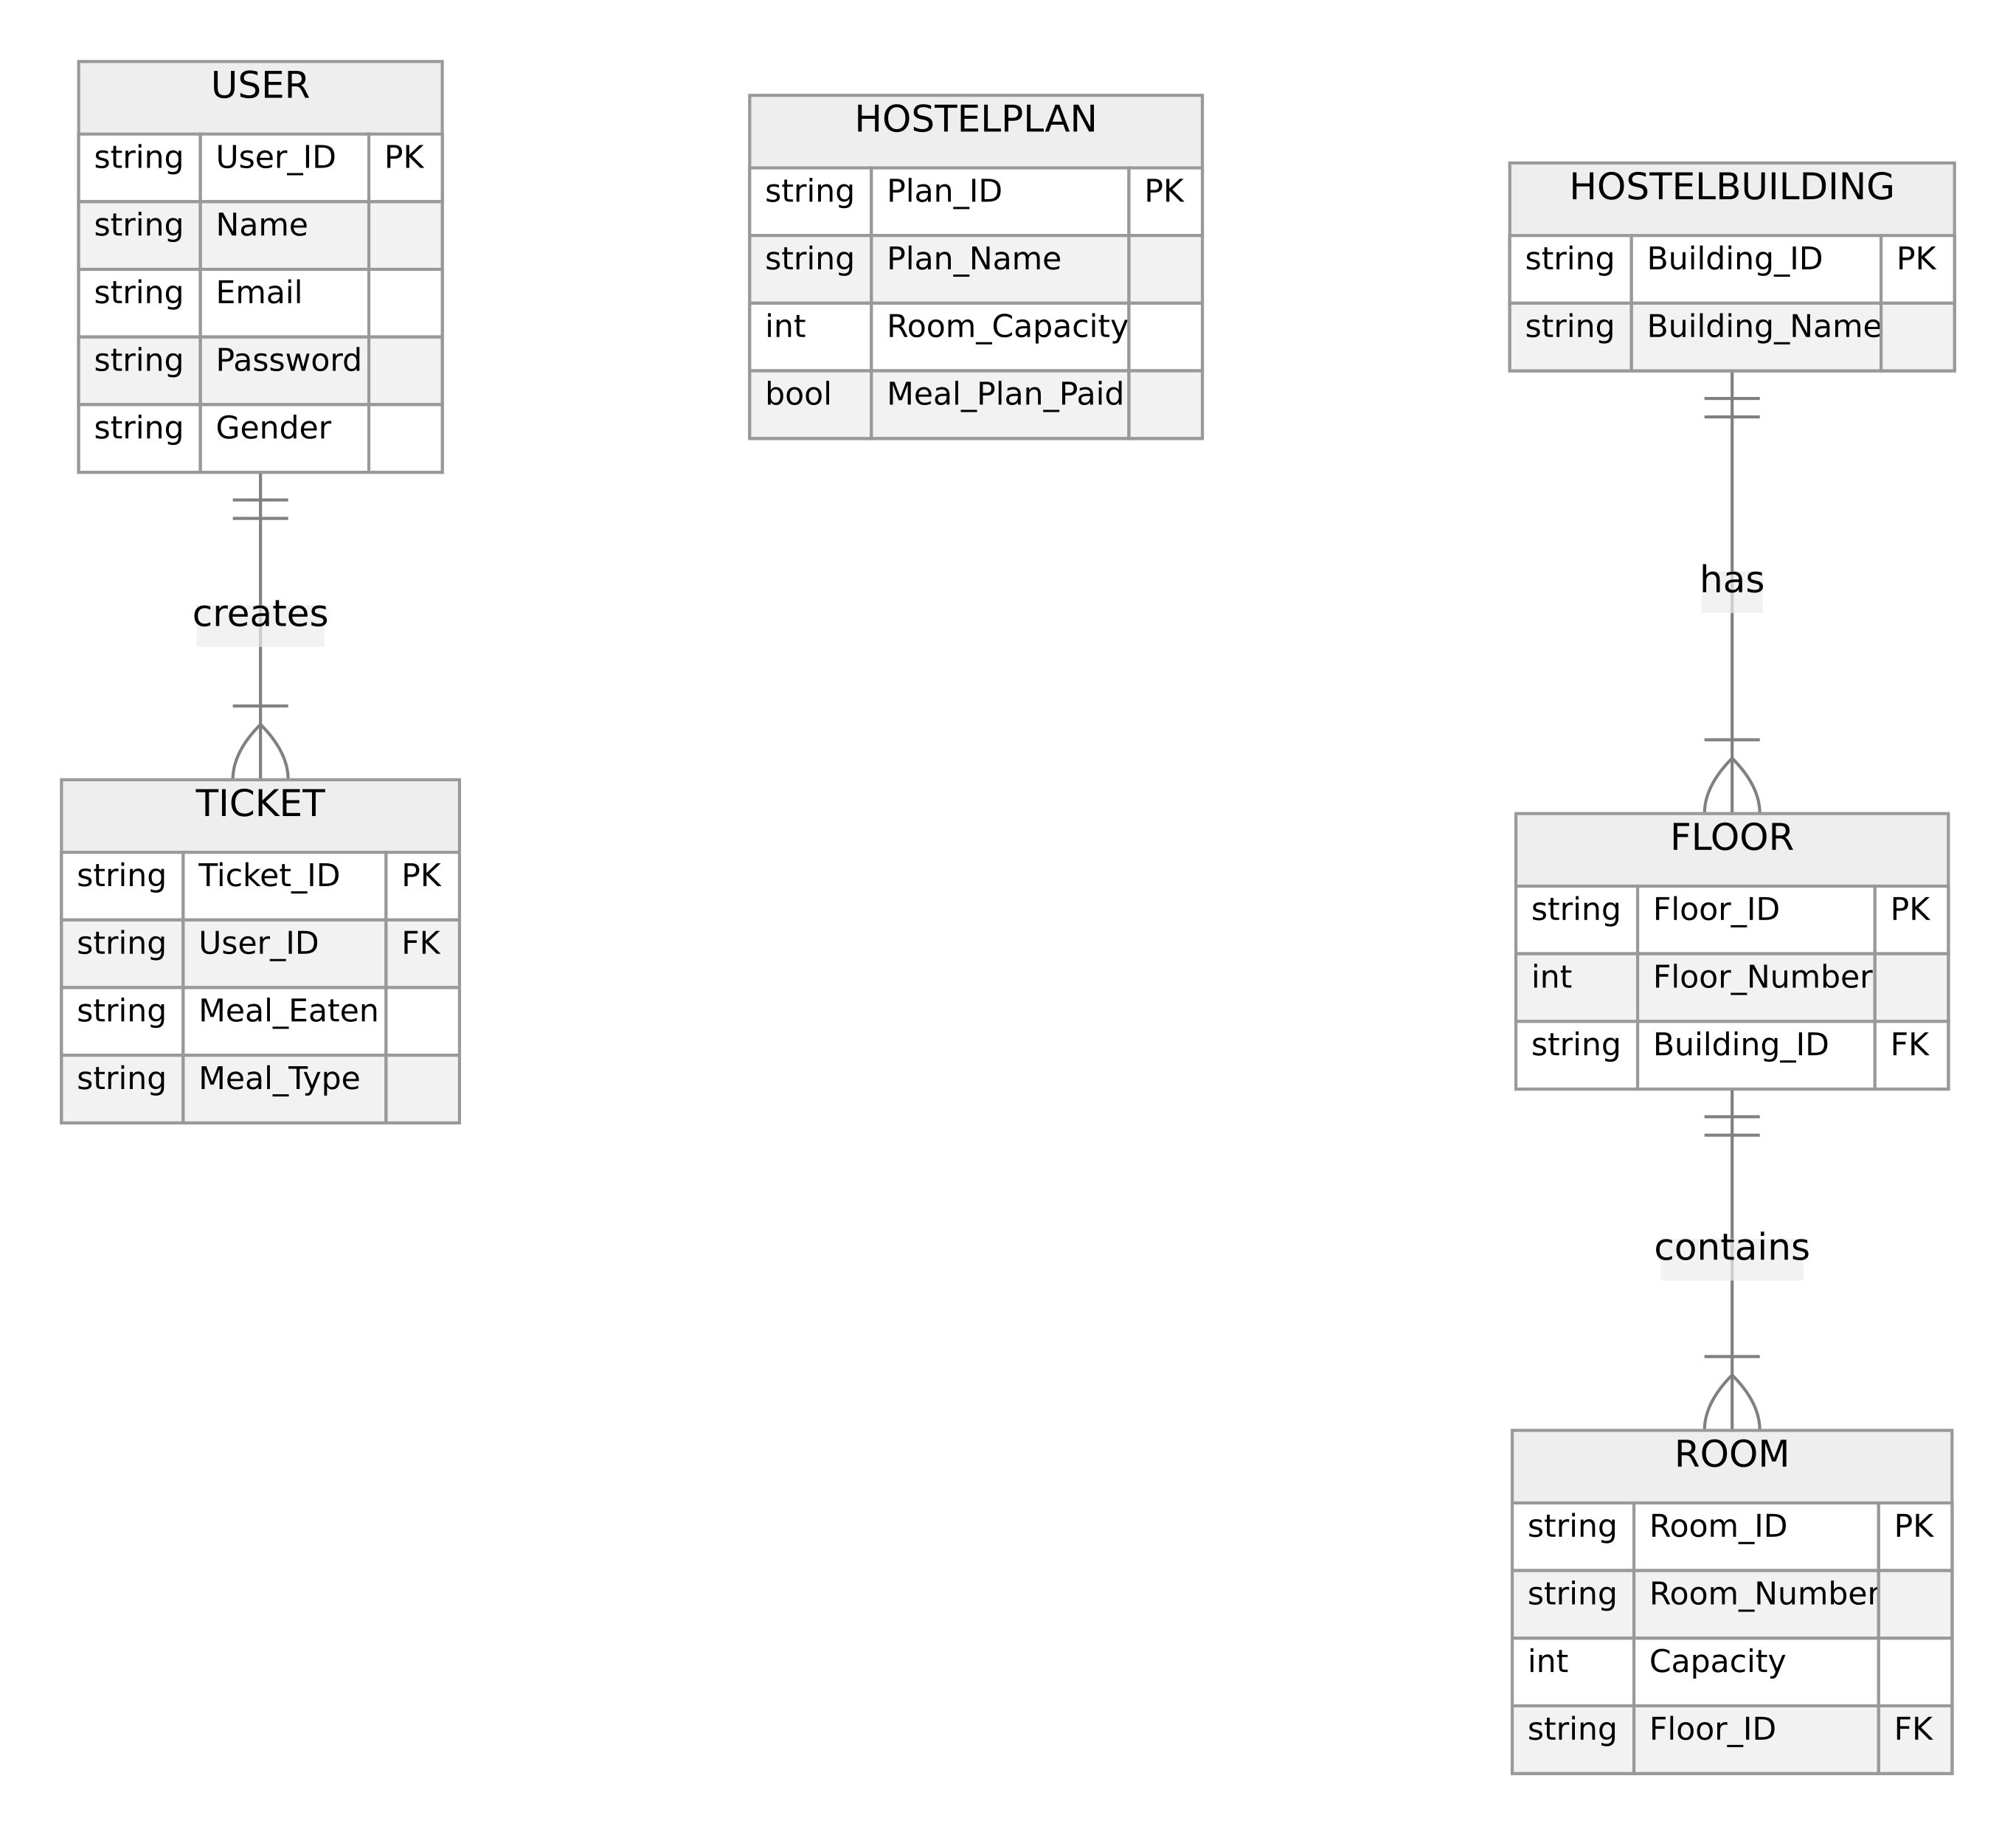 USER
string User_ID PK
string Name
string Email
string Password
string Gender
creates
TICKET
string Ticket_ID PK
string User_ID FK
string Meal_Eaten
string Meal_Type
HOSTELPLAN
string Plan_ID PK
string Plan_Name
int Room_Capacity
bool Meal_Plan_Paid
HOSTELBUILDING
string Building_ID PK
string Building_Name
has
FLOOR
string Floor_ID PK
int Floor_Number
string Building_ID FK
contains
ROOM
string Room_ID PK
string Room_Number
int Capacity
string Floor_ID FK